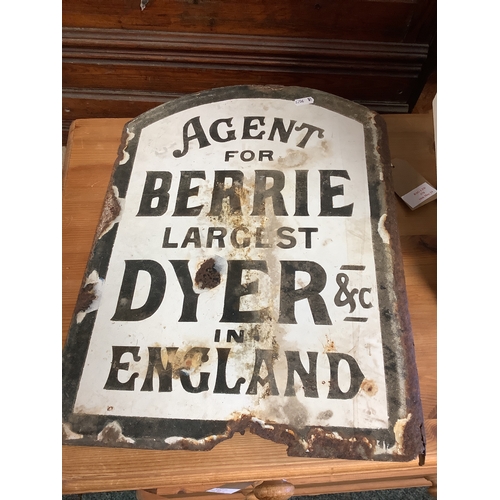 AGENT
FOR
BERRIE
LARGEST
DYER &C
IN
ENGLAND